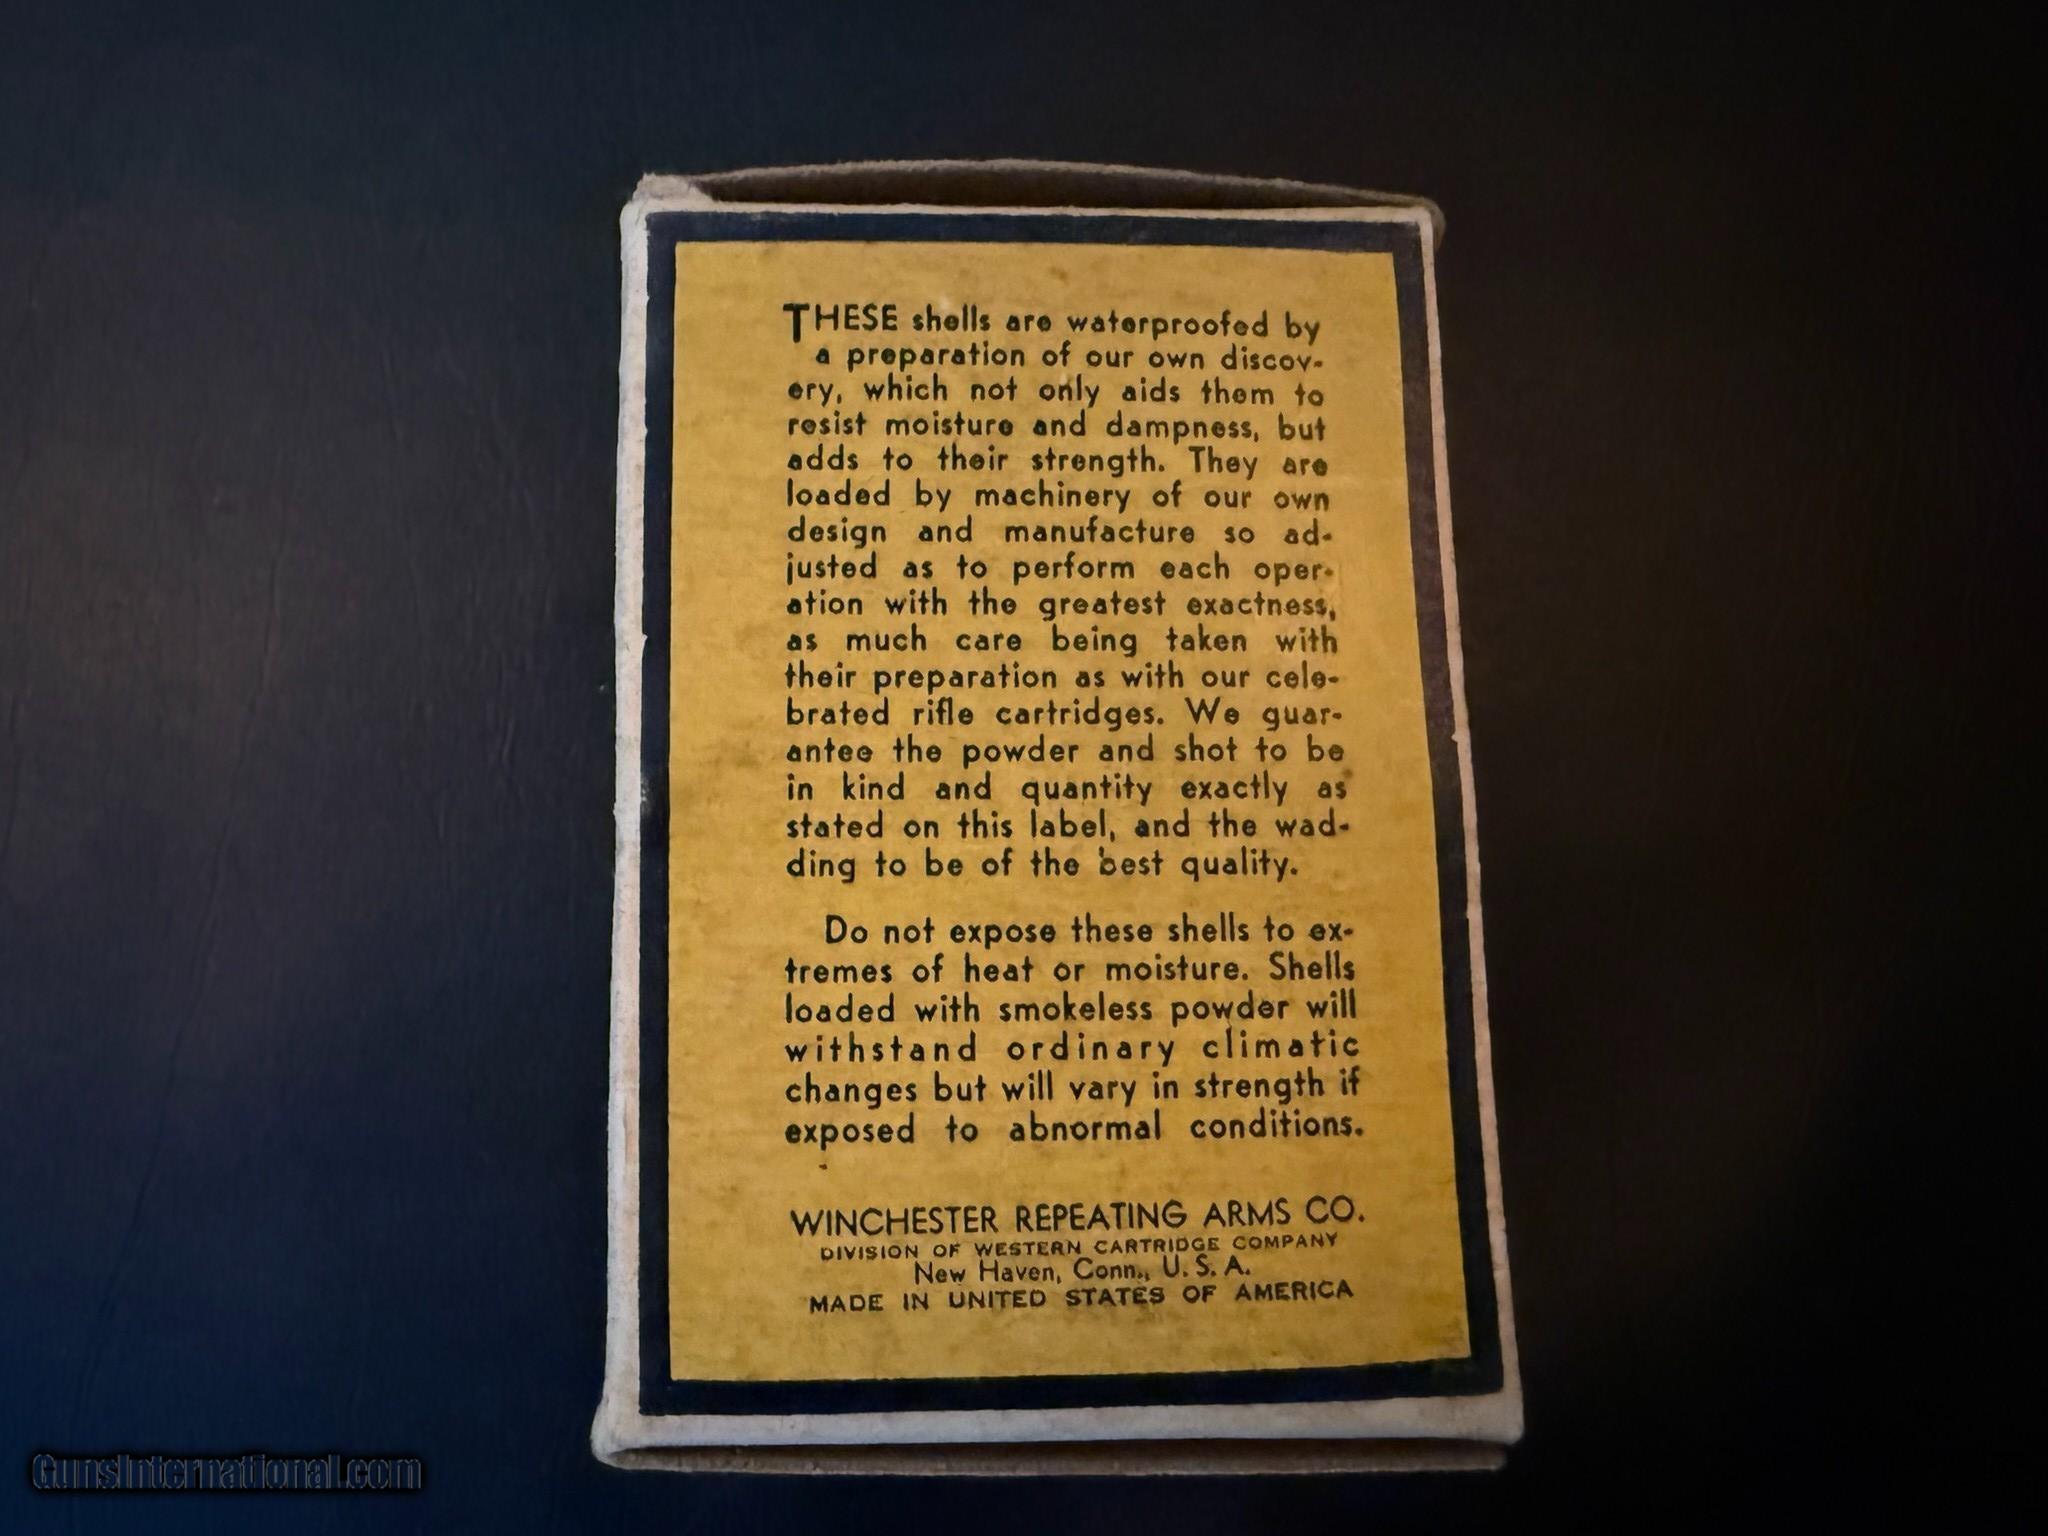 THESE shells are waterproofed by
a preparation of our own discov-
ery, which not only aids them to
resist moisture and dampness, but
adds to their strength. They are
loaded by machinery of our own
design and manufacture so ad-
justed as to perform each oper-
ation with the greatest exactness,
as much care being taken with
their preparation as with our cele-
brated rifle cartridges. We guar-
antee the powder and shot to be
in kind and quantity exactly as
stated on this label, and the wad-
ding to be of the best quality.
Do not expose these shells to ex-
tremes of heat or moisture. Shells
loaded with smokeless powder will
withstand ordinary climatic
changes but will vary in strength if
exposed to abnormal conditions.
WINCHESTER REPEATING ARMS CO.
DIVISION OF WESTERN CARTRIDGE COMPANY
New Haven, Conn., U. S. A.
MADE IN UNITED STATES OF AMERICA
GunsInternational.com